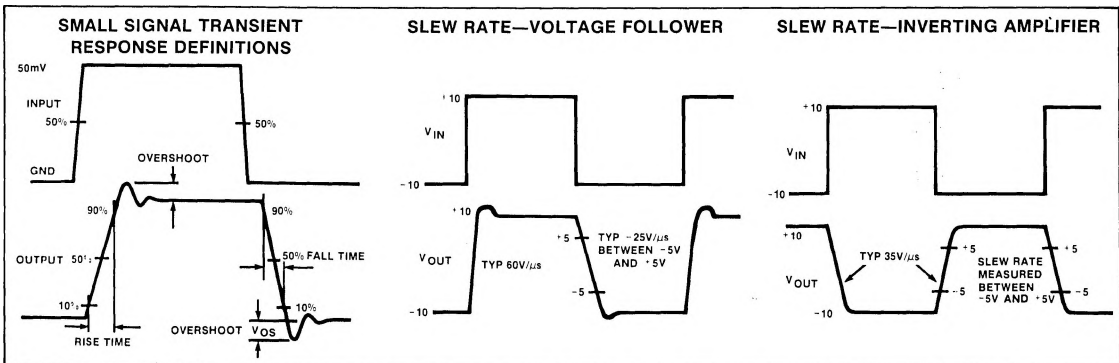 SMALL SIGNAL TRANSIENT
RESPONSE DEFINITIONS
50mV
INPUT
50%
50%
GND
OVERSHOOT
90%
90%
OUTPUT
50%
50% FALL TIME
10%
10%
OVERSHOOT
VOS
RISE TIME
SLEW RATE—VOLTAGE FOLLOWER
+10
VIN
-10
+10
+5
TYP -25V/µs
BETWEEN -5V
AND +5V
VOUT
TYP 60V/µs
-5
-10
SLEW RATE—INVERTING AMPLIFIER
+10
VIN
-10
+10
+5
+5
TYP 35V/µs
SLEW RATE
MEASURED
BETWEEN
-5V AND +5V
VOUT
-5
-5
-10